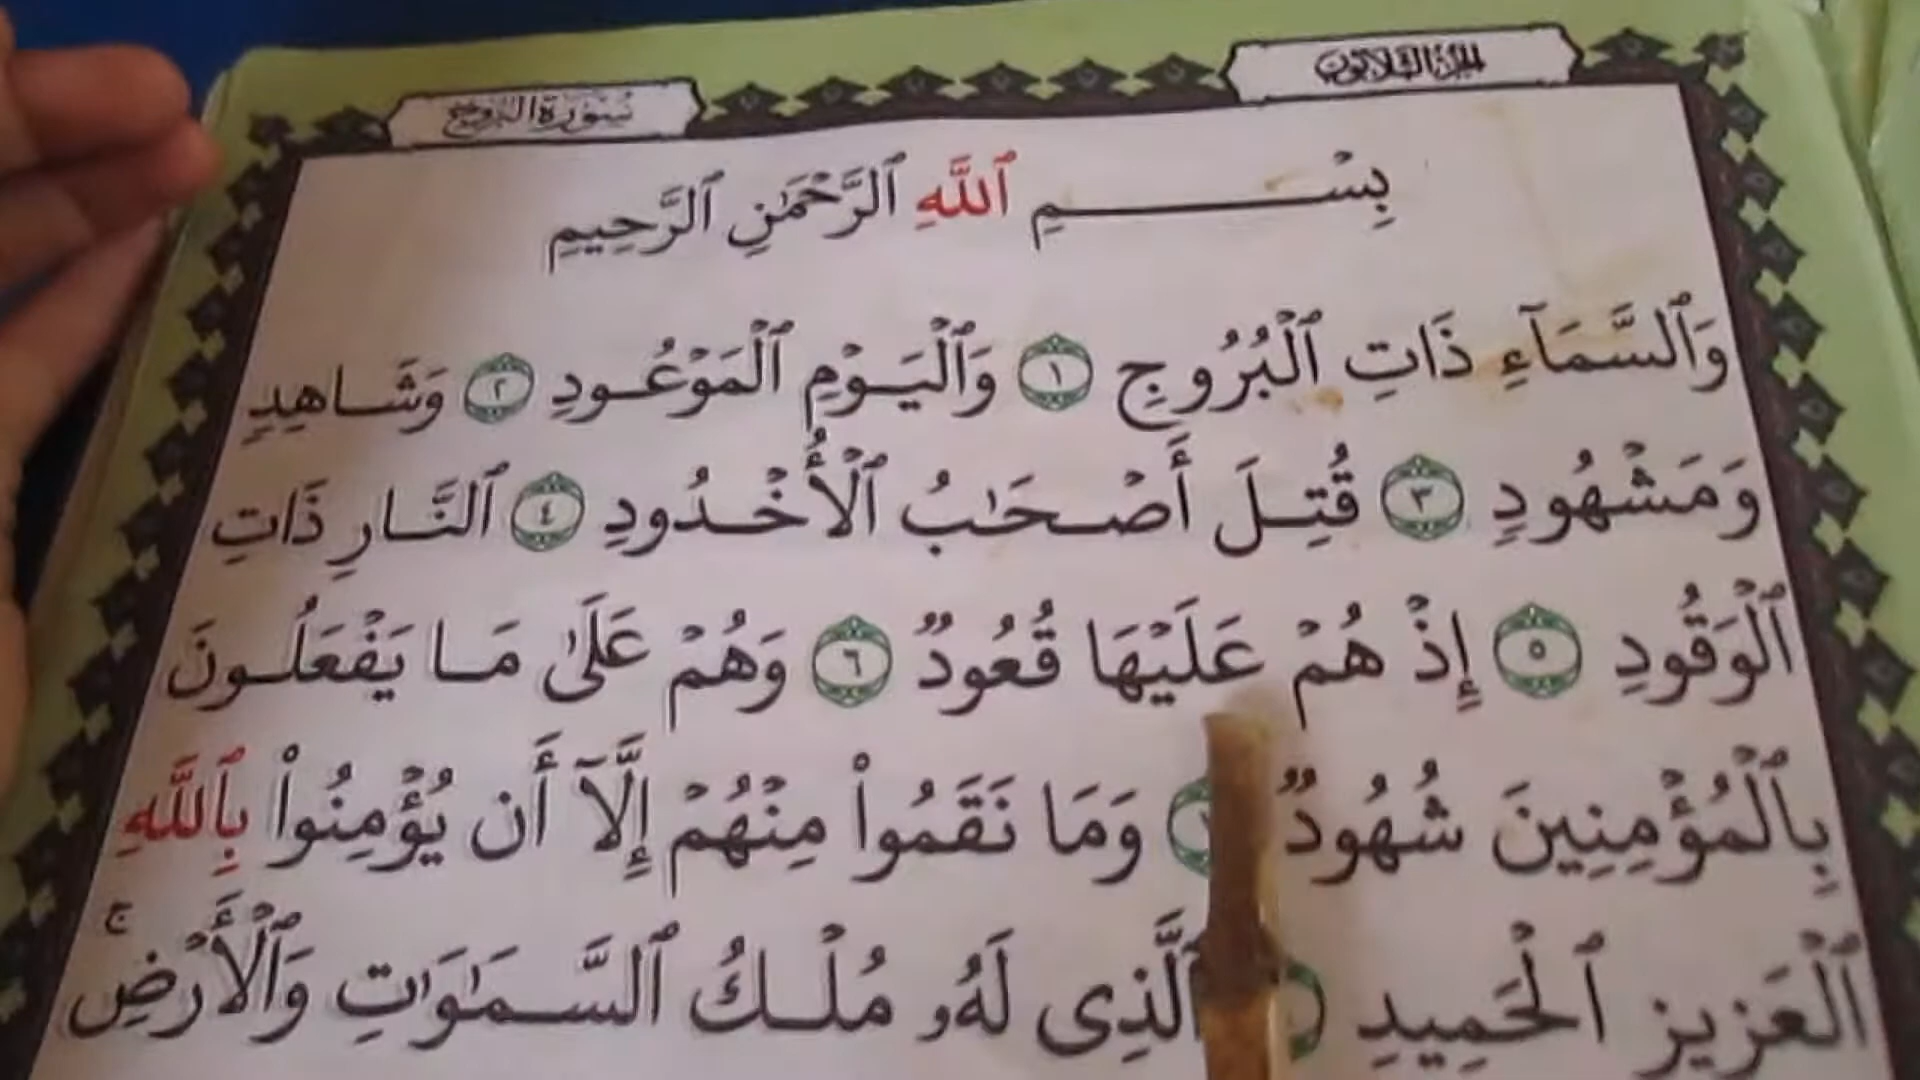 الجزء الثلاثون
سورة البروج
بِسْمِ ٱللَّهِ ٱلرَّحْمَٰنِ ٱلرَّحِيمِ
وَٱلسَّمَآءِ ذَاتِ ٱلْبُرُوجِ ١ وَٱلْيَوْمِ ٱلْمَوْعُودِ ٢ وَشَاهِدٍ
وَمَشْهُودٍ ٣ قُتِلَ أَصْحَٰبُ ٱلْأُخْدُودِ ٤ ٱلنَّارِ ذَاتِ
ٱلْوَقُودِ ٥ إِذْ هُمْ عَلَيْهَا قُعُودٌ ٦ وَهُمْ عَلَىٰ مَا يَفْعَلُونَ
بِٱلْمُؤْمِنِينَ شُهُودٌ وَمَا نَقَمُوا۟ مِنْهُمْ إِلَّآ أَن يُؤْمِنُوا۟ بِٱللَّهِ
ٱلْعَزِيزِ ٱلْحَمِيدِ ٱلَّذِى لَهُۥ مُلْكُ ٱلسَّمَٰوَٰتِ وَٱلْأَرْضِ ۚ